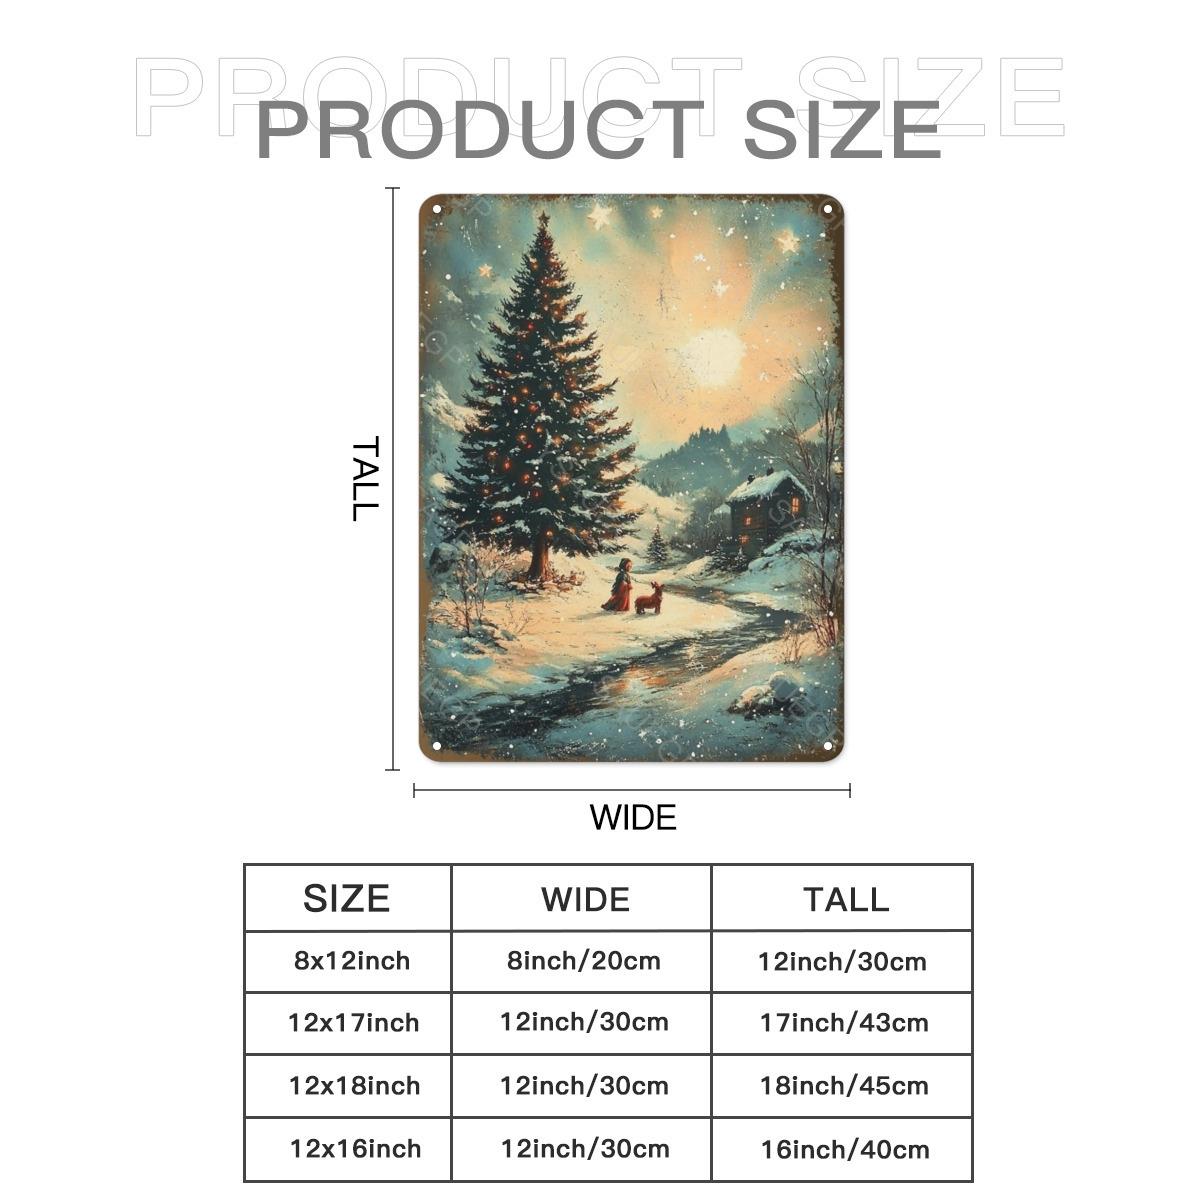 PRODUCT SIZE
PRODUCT SIZE
TALL
WIDE
SIZE WIDE TALL
8x12inch 8inch/20cm 12inch/30cm
12x17inch 12inch/30cm 17inch/43cm
12x18inch 12inch/30cm 18inch/45cm
12x16inch 12inch/30cm 16inch/40cm